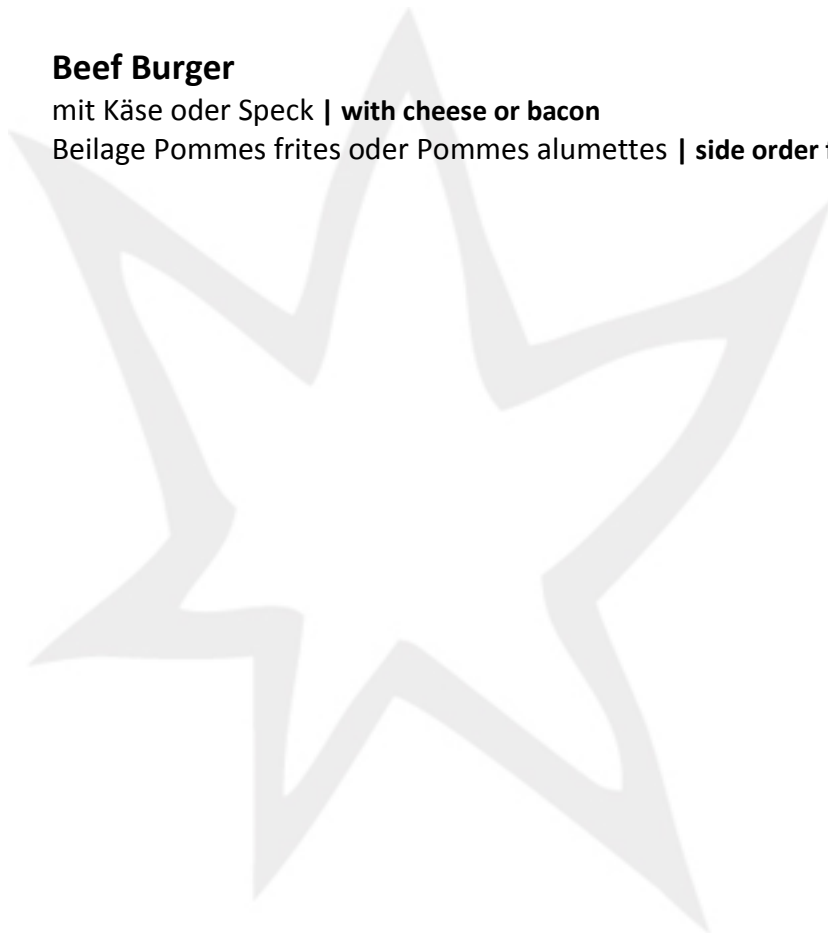 Beef Burger
mit Käse oder Speck | with cheese or bacon
Beilage Pommes frites oder Pommes alumettes | side order